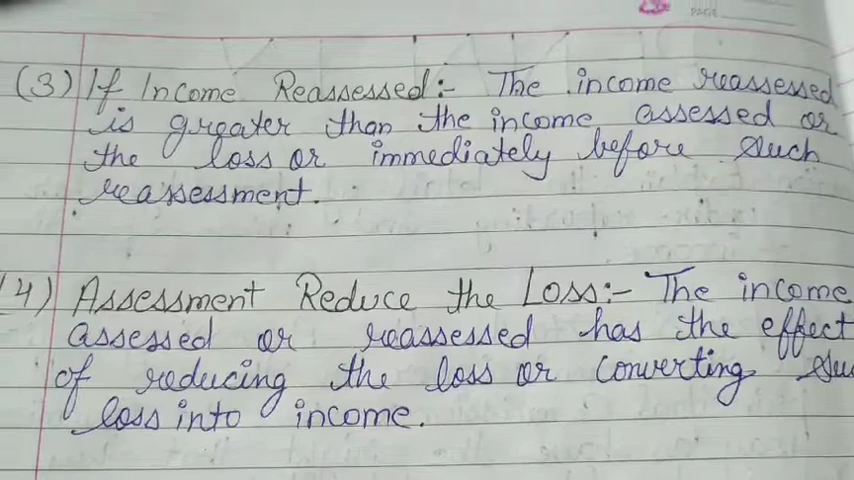 PAGE
(3) If Income Reassessed:- The income reassessed
is greater than the income assessed or
the loss or immediately before such
reassessment.
(4) Assessment Reduce the Loss:- The income
assessed or reassessed has the effect
of reducing the loss or converting su
loss into income.